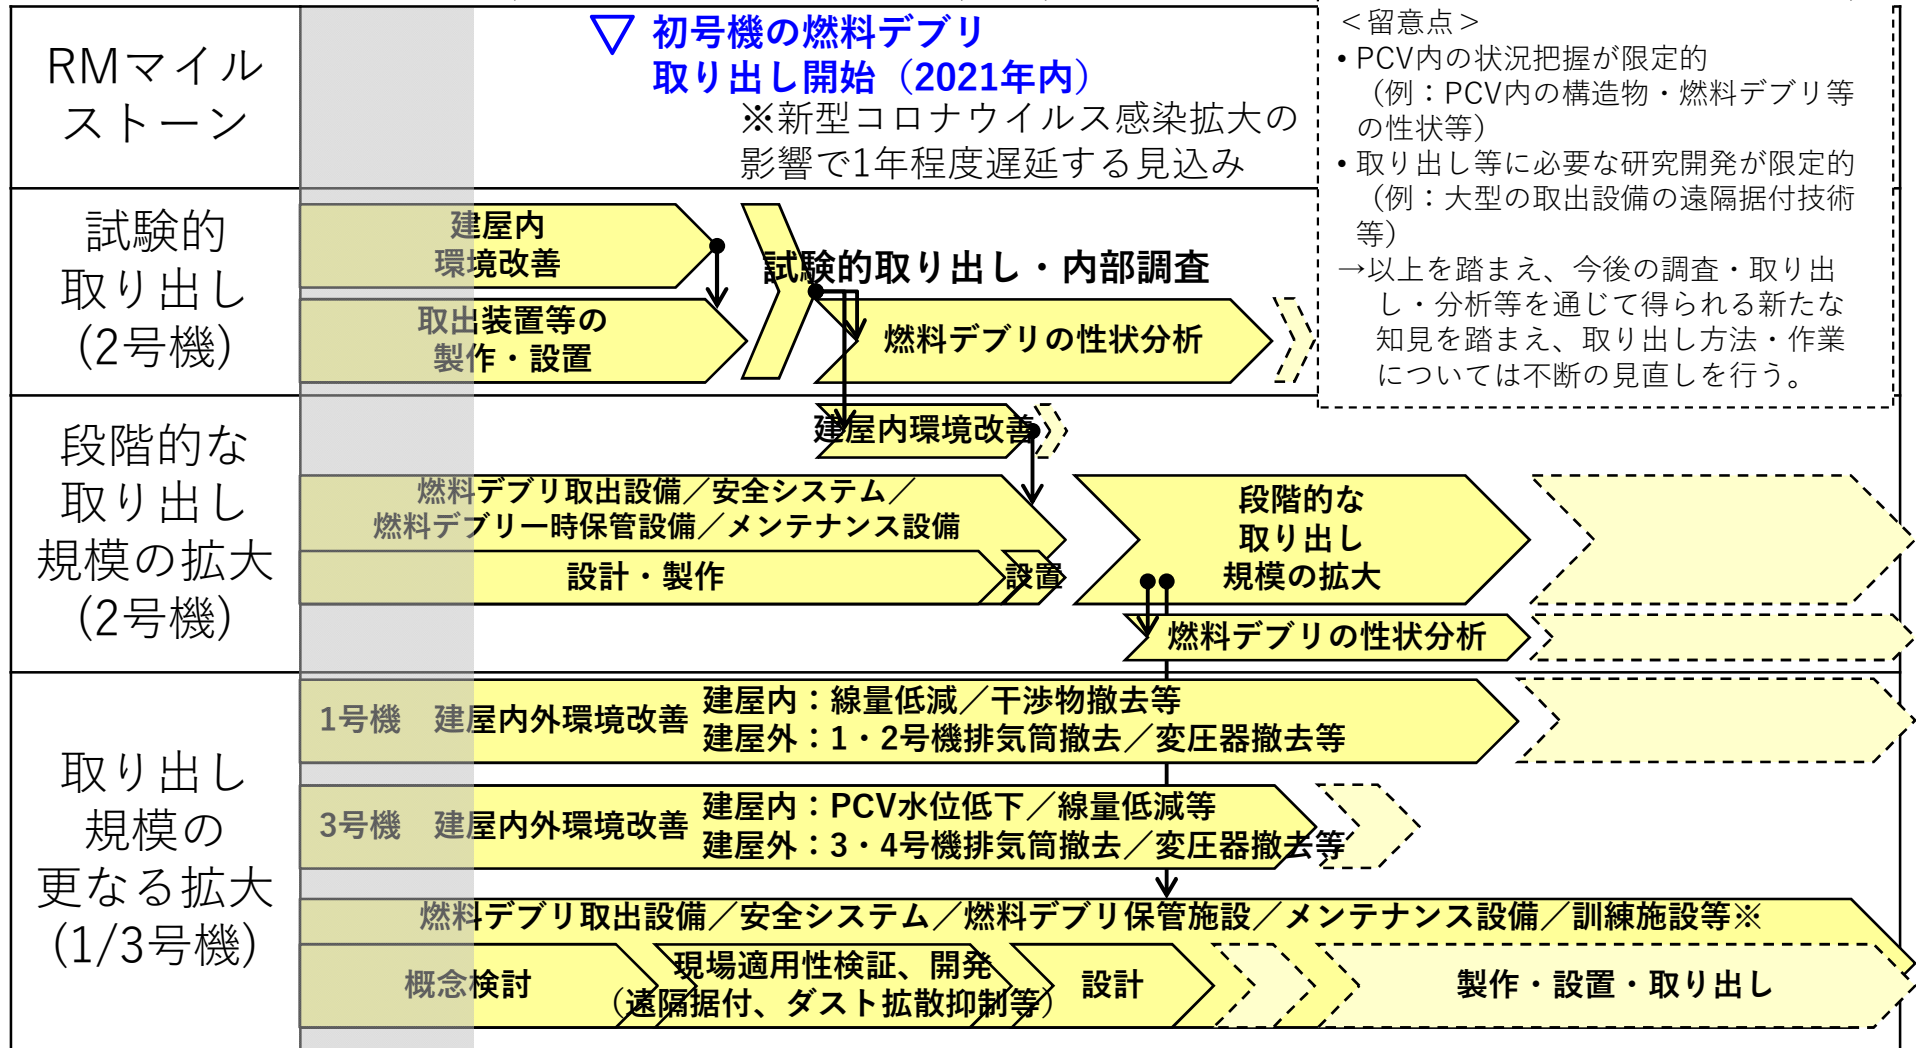 RMマイル
ストーン
▽ 初号機の燃料デブリ
取り出し開始（2021年内）
※新型コロナウイルス感染拡大の
影響で1年程度遅延する見込み
＜留意点＞
• PCV内の状況把握が限定的
（例：PCV内の構造物・燃料デブリ等
の性状等）
• 取り出し等に必要な研究開発が限定的
（例：大型の取出設備の遠隔据付技術
等）
→以上を踏まえ、今後の調査・取り出
し・分析等を通じて得られる新たな
知見を踏まえ、取り出し方法・作業
については不断の見直しを行う。
試験的
取り出し
(2号機)
建屋内
環境改善
取出装置等の
製作・設置
試験的取り出し・内部調査
燃料デブリの性状分析
段階的な
取り出し
規模の拡大
(2号機)
建屋内環境改善
燃料デブリ取出設備／安全システム／
燃料デブリ一時保管設備／メンテナンス設備
設計・製作
設置
段階的な
取り出し
規模の拡大
燃料デブリの性状分析
取り出し
規模の
更なる拡大
(1/3号機)
1号機 建屋内外環境改善
建屋内：線量低減／干渉物撤去等
建屋外：1・2号機排気筒撤去／変圧器撤去等
3号機 建屋内外環境改善
建屋内：PCV水位低下／線量低減等
建屋外：3・4号機排気筒撤去／変圧器撤去等
燃料デブリ取出設備／安全システム／燃料デブリ保管施設／メンテナンス設備／訓練施設等※
概念検討
現場適用性検証、開発
（遠隔据付、ダスト拡散抑制等）
設計
製作・設置・取り出し